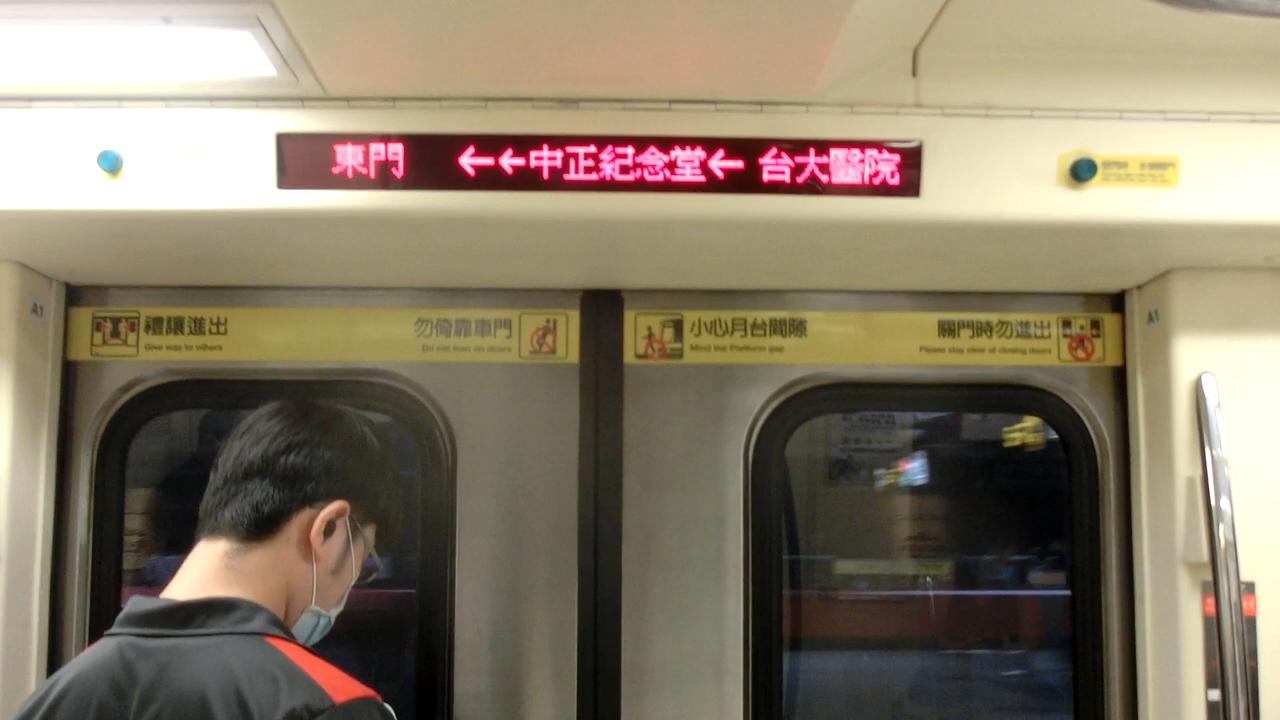 東門 ←←中正紀念堂← 台大醫院
A1
禮讓進出
Give way to others
勿倚靠車門
Do not lean on doors
小心月台間隙
Mind the Platform gap
關門時勿進出
Please stay clear of closing doors
A1